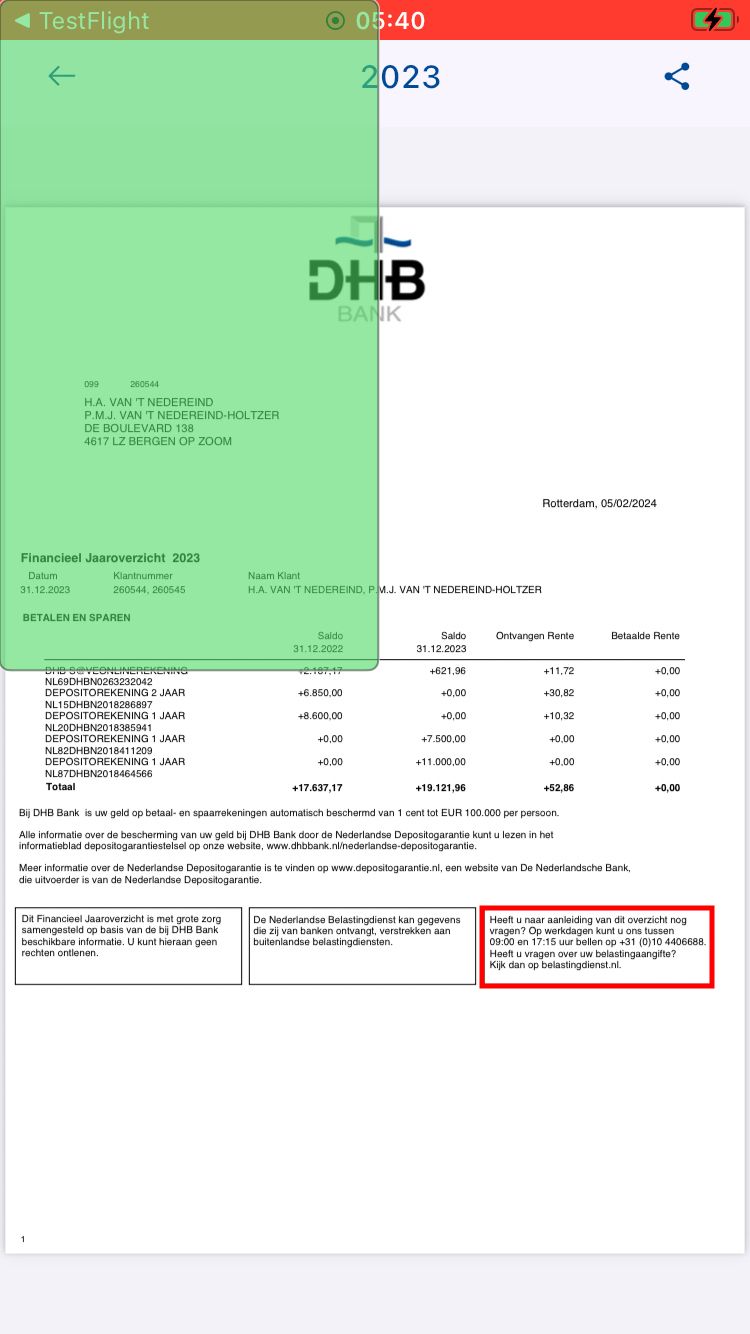 TestFlight 05:40
2023
DHB
BANK
099 260544
H.A. VAN 'T NEDEREIND
P.M.J. VAN 'T NEDEREIND-HOLTZER
DE BOULEVARD 138
4617 LZ BERGEN OP ZOOM
Rotterdam, 05/02/2024
Financieel Jaaroverzicht 2023
Datum Klantnummer Naam Klant
31.12.2023 260544, 260545 H.A. VAN 'T NEDEREIND, P.M.J. VAN 'T NEDEREIND-HOLTZER
BETALEN EN SPAREN
Saldo Saldo Ontvangen Rente Betaalde Rente
31.12.2022 31.12.2023
DHB S@VEONLINEREKENING +2.187,17 +621,96 +11,72 +0,00
NL69DHBN0263232042
DEPOSITOREKENING 2 JAAR +6.850,00 +0,00 +30,82 +0,00
NL15DHBN2018286897
DEPOSITOREKENING 1 JAAR +8.600,00 +0,00 +10,32 +0,00
NL20DHBN2018385941
DEPOSITOREKENING 1 JAAR +0,00 +7.500,00 +0,00 +0,00
NL82DHBN2018411209
DEPOSITOREKENING 1 JAAR +0,00 +11.000,00 +0,00 +0,00
NL87DHBN2018464566
Totaal +17.637,17 +19.121,96 +52,86 +0,00
Bij DHB Bank is uw geld op betaal- en spaarrekeningen automatisch beschermd van 1 cent tot EUR 100.000 per persoon.
Alle informatie over de bescherming van uw geld bij DHB Bank door de Nederlandse Depositogarantie kunt u lezen in het
informatieblad depositogarantiestelsel op onze website, www.dhbbank.nl/nederlandse-depositogarantie.
Meer informatie over de Nederlandse Depositogarantie is te vinden op www.depositogarantie.nl, een website van De Nederlandsche Bank,
die uitvoerder is van de Nederlandse Depositogarantie.
Dit Financieel Jaaroverzicht is met grote zorg
samengesteld op basis van de bij DHB Bank
beschikbare informatie. U kunt hieraan geen
rechten ontlenen.
De Nederlandse Belastingdienst kan gegevens
die zij van banken ontvangt, verstrekken aan
buitenlandse belastingdiensten.
Heeft u naar aanleiding van dit overzicht nog
vragen? Op werkdagen kunt u ons tussen
09:00 en 17:15 uur bellen op +31 (0)10 4406688.
Heeft u vragen over uw belastingaangifte?
Kijk dan op belastingdienst.nl.
1